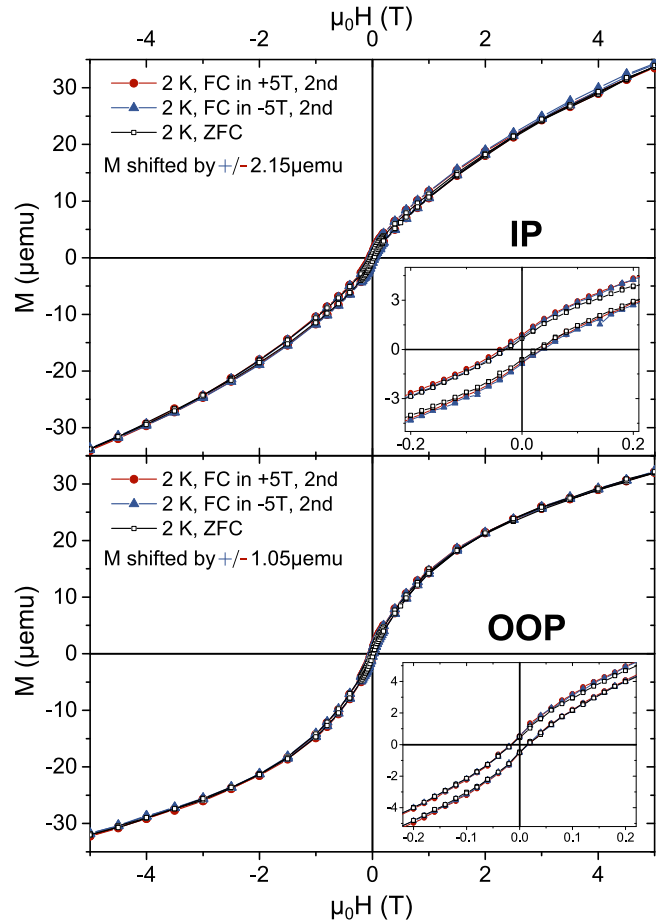 μ₀H (T)
-4 -2 0 2 4
30
20
10
0
-10
-20
-30
M (μemu)
2 K, FC in +5T, 2nd
2 K, FC in -5T, 2nd
2 K, ZFC
M shifted by +/-2.15μemu
IP
3
0
-3
-0.2 0.0 0.2
30
20
10
0
-10
-20
-30
M (μemu)
2 K, FC in +5T, 2nd
2 K, FC in -5T, 2nd
2 K, ZFC
M shifted by +/-1.05μemu
OOP
4
2
0
-2
-4
-0.2 -0.1 0.0 0.1 0.2
-4 -2 0 2 4
μ₀H (T)